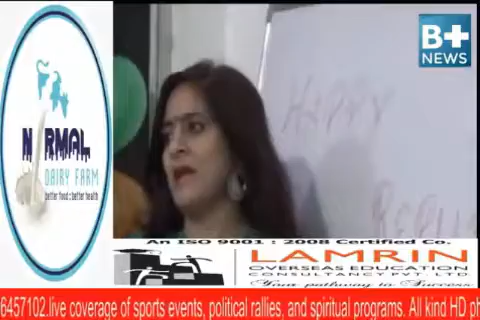 B+
NEWS
HAPPY
REPUB
NIRMAL
DAIRY FARM
better food : better health
An ISO 9001 : 2008 Certified Co.
LAMRIN
OVERSEAS EDUCATION
CONSULTANCY PVT. LTD.
Your pathway to Success
6457102.live coverage of sports events, political rallies, and spiritual programs. All kind HD ph